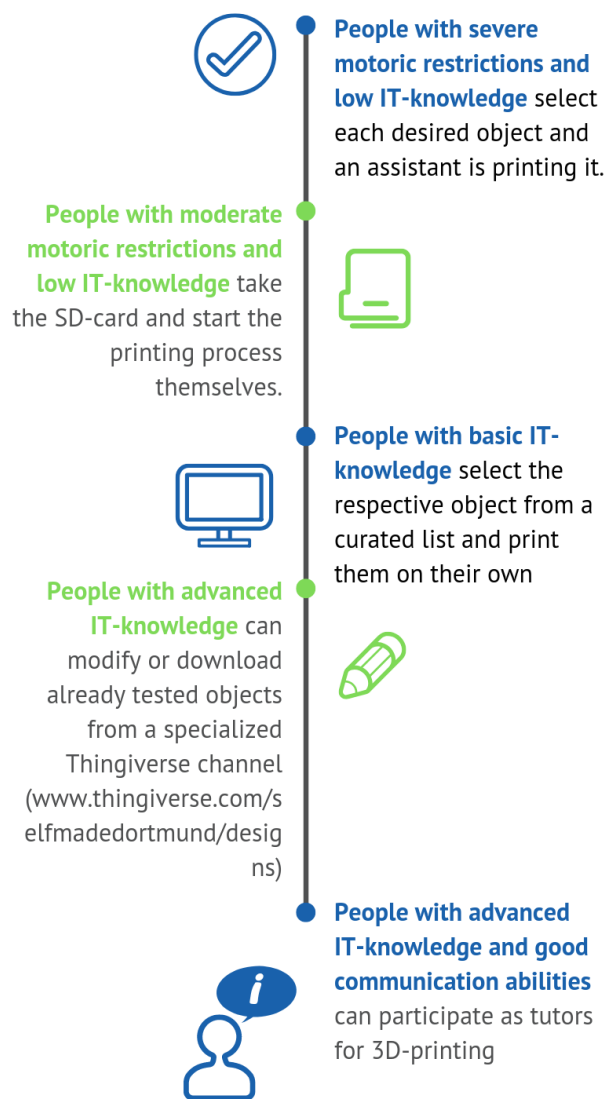 People with severe
motoric restrictions and
low IT-knowledge select
each desired object and
an assistant is printing it.
People with moderate
motoric restrictions and
low IT-knowledge take
the SD-card and start the
printing process
themselves.
People with basic IT-
knowledge select the
respective object from a
curated list and print
them on their own
People with advanced
IT-knowledge can
modify or download
already tested objects
from a specialized
Thingiverse channel
(www.thingiverse.com/s
elfmadedortmund/desig
ns)
People with advanced
IT-knowledge and good
communication abilities
can participate as tutors
for 3D-printing
i